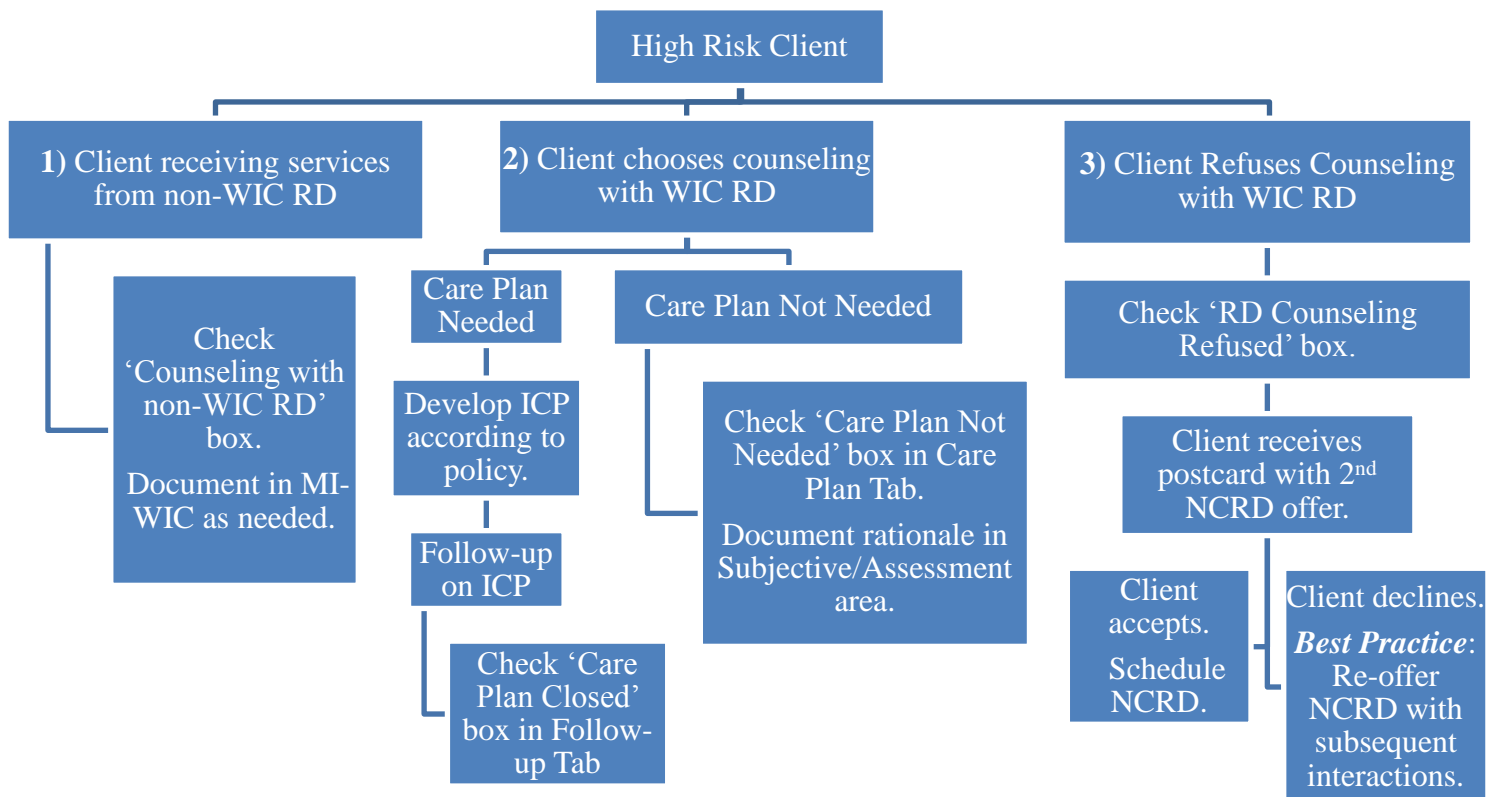 High Risk Client
1) Client receiving services
from non-WIC RD
Check
‘Counseling with
non-WIC RD’
box.
Document in MI-
WIC as needed.
2) Client chooses counseling
with WIC RD
Care Plan
Needed
Develop ICP
according to
policy.
Follow-up
on ICP
Check ‘Care
Plan Closed’
box in Follow-
up Tab
Care Plan Not Needed
Check ‘Care Plan Not
Needed’ box in Care
Plan Tab.
Document rationale in
Subjective/Assessment
area.
3) Client Refuses Counseling
with WIC RD
Check ‘RD Counseling
Refused’ box.
Client receives
postcard with 2nd
NCRD offer.
Client
accepts.
Schedule
NCRD.
Client declines.
Best Practice:
Re-offer
NCRD with
subsequent
interactions.